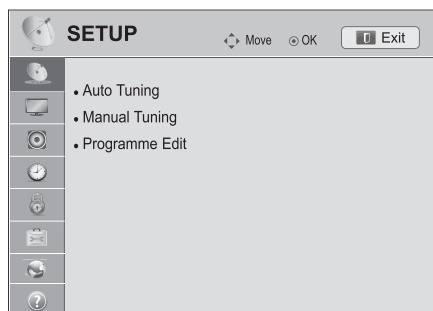 SETUP
Move OK Exit
• Auto Tuning
• Manual Tuning
• Programme Edit
?